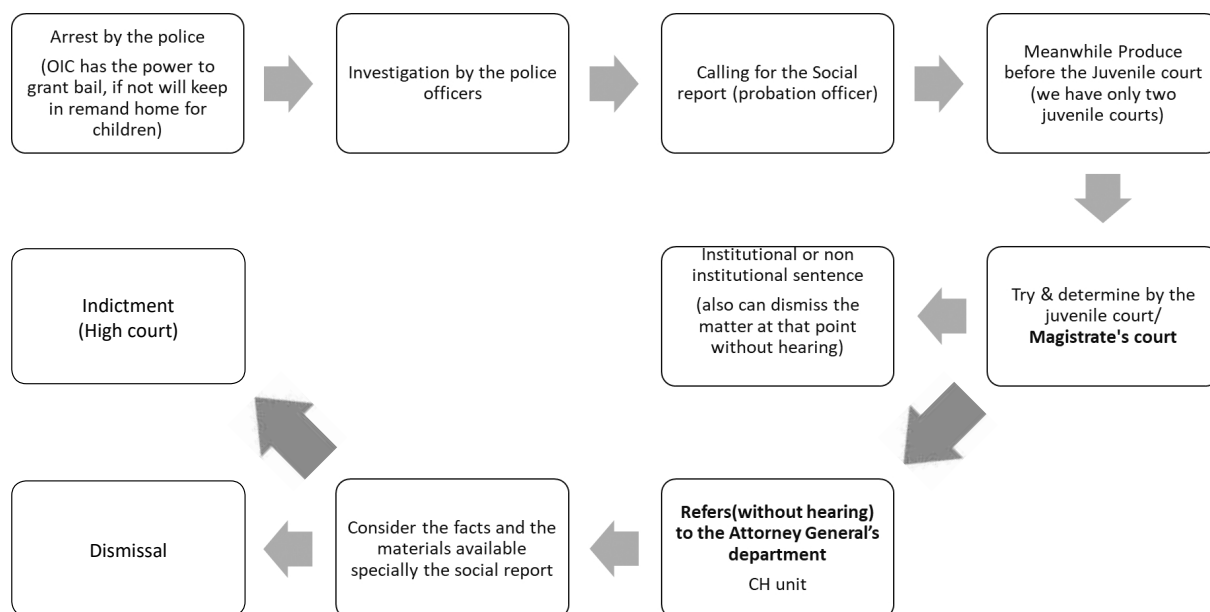 Arrest by the police
(OIC has the power to
grant bail, if not will keep
in remand home for
children)
Investigation by the police
officers
Calling for the Social
report (probation officer)
Meanwhile Produce
before the Juvenile court
(we have only two
juvenile courts)
Try & determine by the
juvenile court/
Magistrate's court
Institutional or non
institutional sentence
(also can dismiss the
matter at that point
without hearing)
Refers(without hearing)
to the Attorney General’s
department
CH unit
Consider the facts and the
materials available
specially the social report
Indictment
(High court)
Dismissal